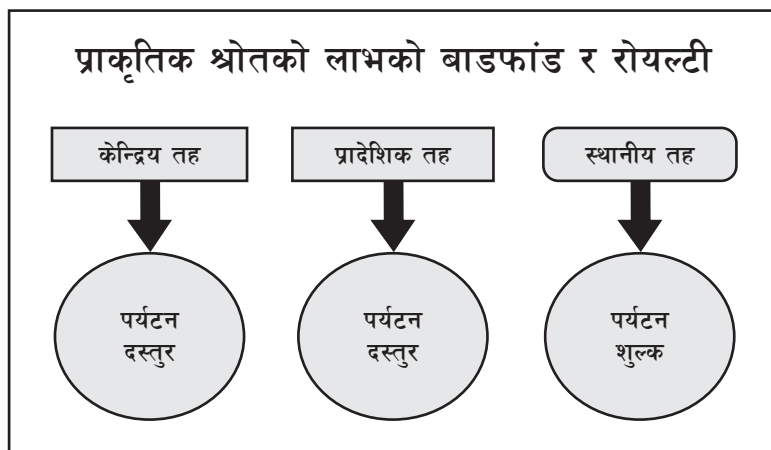 प्राकृतिक श्रोतको लाभको बाडफांड र रोयल्टी
केन्द्रिय तह
प्रादेशिक तह
स्थानीय तह
पर्यटन
दस्तुर
पर्यटन
दस्तुर
पर्यटन
शुल्क